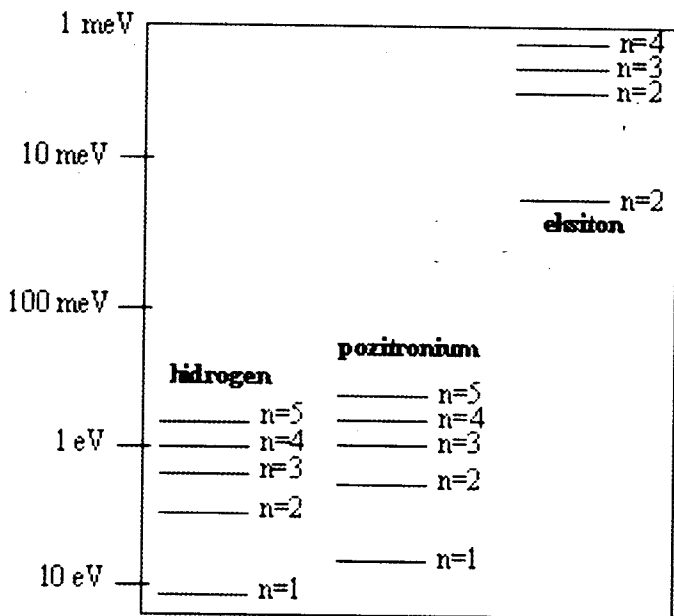 1 meV
n=4
n=3
n=2
10 meV
n=2
eksiton
100 meV
pozitronium
hidrogen
n=5
n=5
n=4
1 eV
n=4
n=3
n=3
n=2
n=2
n=1
10 eV
n=1